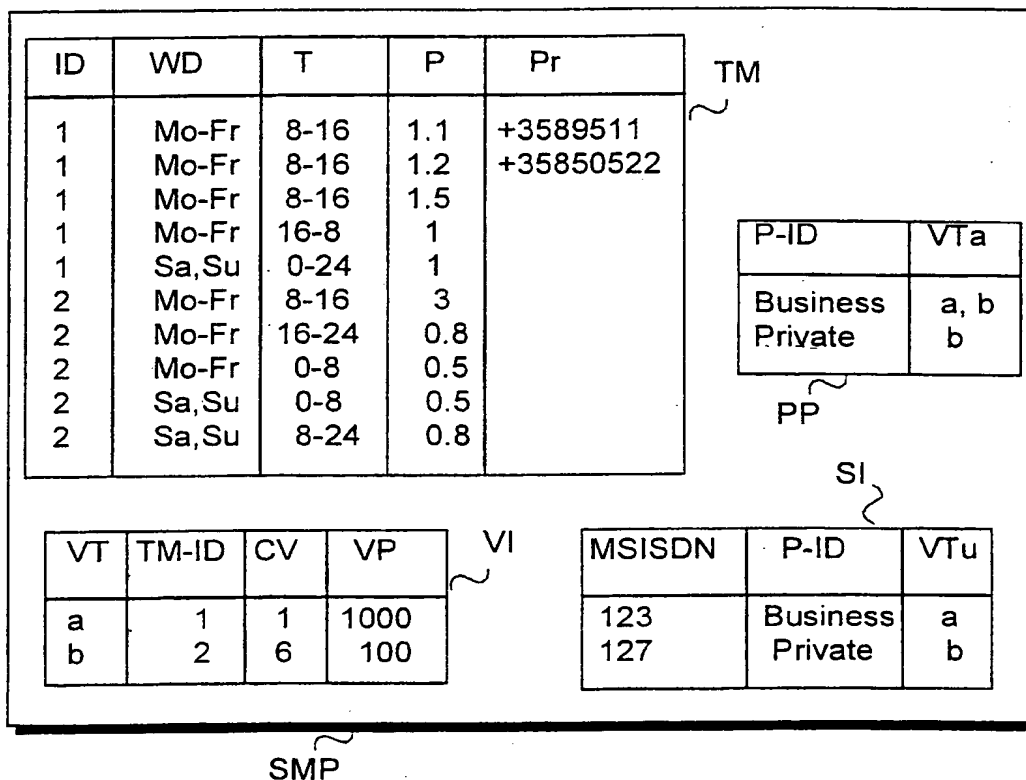 ID WD T P Pr
TM
1 Mo-Fr 8-16 1.1 +3589511
1 Mo-Fr 8-16 1.2 +35850522
1 Mo-Fr 8-16 1.5
1 Mo-Fr 16-8 1
1 Sa,Su 0-24 1
2 Mo-Fr 8-16 3
2 Mo-Fr 16-24 0.8
2 Mo-Fr 0-8 0.5
2 Sa,Su 0-8 0.5
2 Sa,Su 8-24 0.8
P-ID VTa
Business a, b
Private b
PP
VT TM-ID CV VP
VI
a 1 1 1000
b 2 6 100
SI
MSISDN P-ID VTu
123 Business a
127 Private b
SMP